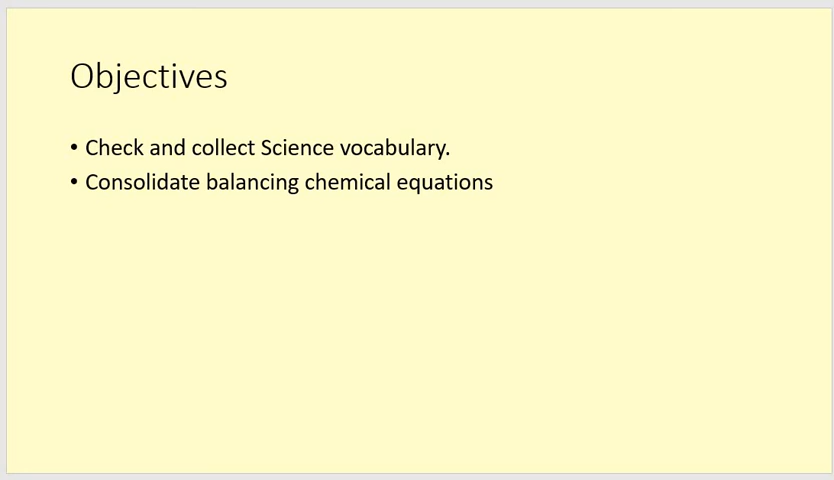 Objectives
• Check and collect Science vocabulary.
• Consolidate balancing chemical equations